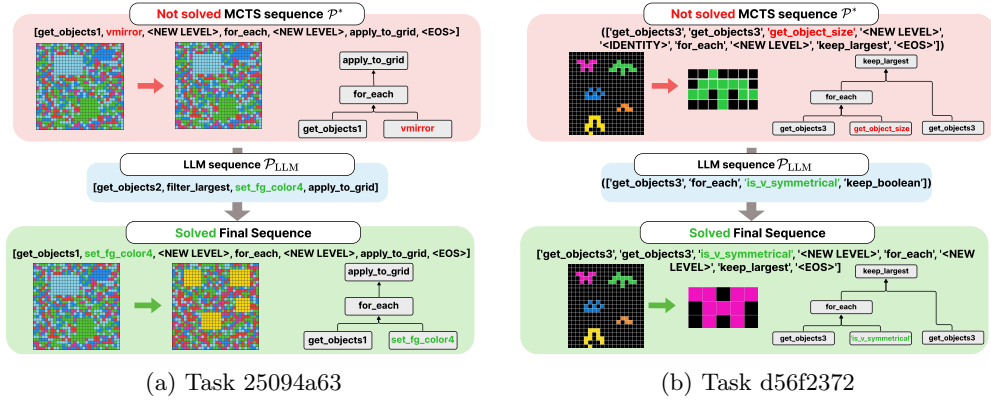 Not solved MCTS sequence 𝒫*
[get_objects1, vmirror, <NEW LEVEL>, for_each, <NEW LEVEL>, apply_to_grid, <EOS>]
apply_to_grid
for_each
get_objects1
vmirror
LLM sequence 𝒫LLM
[get_objects2, filter_largest, set_fg_color4, apply_to_grid]
Solved Final Sequence
[get_objects1, set_fg_color4, <NEW LEVEL>, for_each, <NEW LEVEL>, apply_to_grid, <EOS>]
apply_to_grid
for_each
get_objects1
set_fg_color4
(a) Task 25094a63
Not solved MCTS sequence 𝒫*
(['get_objects3', 'get_objects3', 'get_object_size', '<NEW LEVEL>',
'<IDENTITY>', 'for_each', '<NEW LEVEL>', 'keep_largest', '<EOS>'])
keep_largest
for_each
get_objects3
get_object_size
get_objects3
LLM sequence 𝒫LLM
(['get_objects3', 'for_each', 'is_v_symmetrical', 'keep_boolean'])
Solved Final Sequence
['get_objects3', 'get_objects3', 'is_v_symmetrical', '<NEW LEVEL>', 'for_each', '<NEW
LEVEL>', 'keep_largest', '<EOS>']
keep_largest
for_each
get_objects3
'is_v_symmetrical'
get_objects3
(b) Task d56f2372